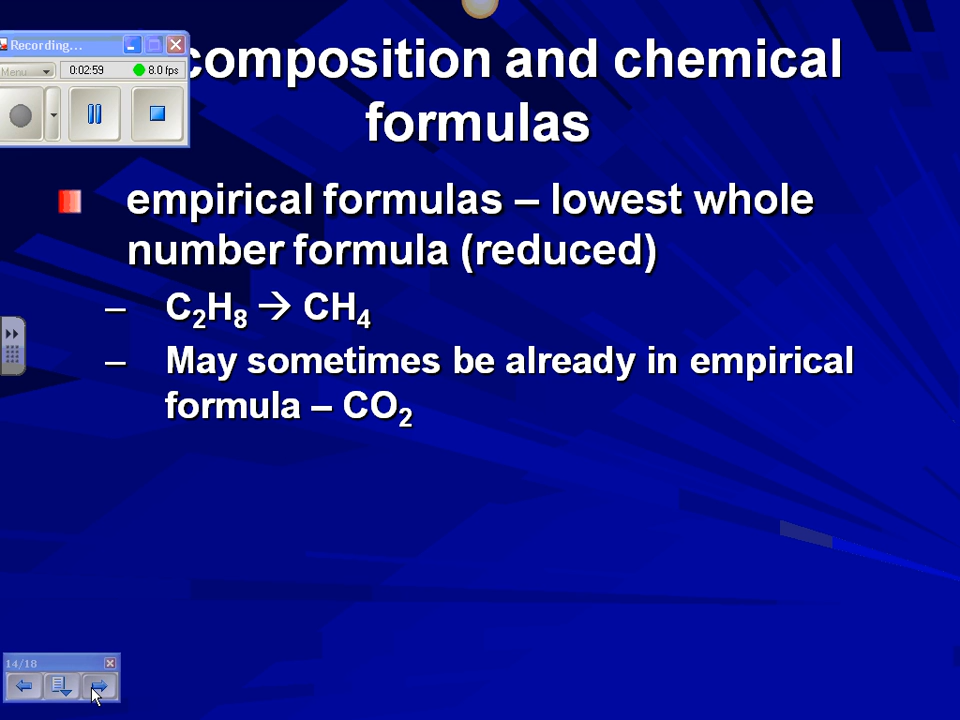 Recording...
Menu
0:02:59
8.0 fps
composition and chemical
formulas
empirical formulas – lowest whole
number formula (reduced)
– C₂H₈ → CH₄
– May sometimes be already in empirical
formula – CO₂
14/18